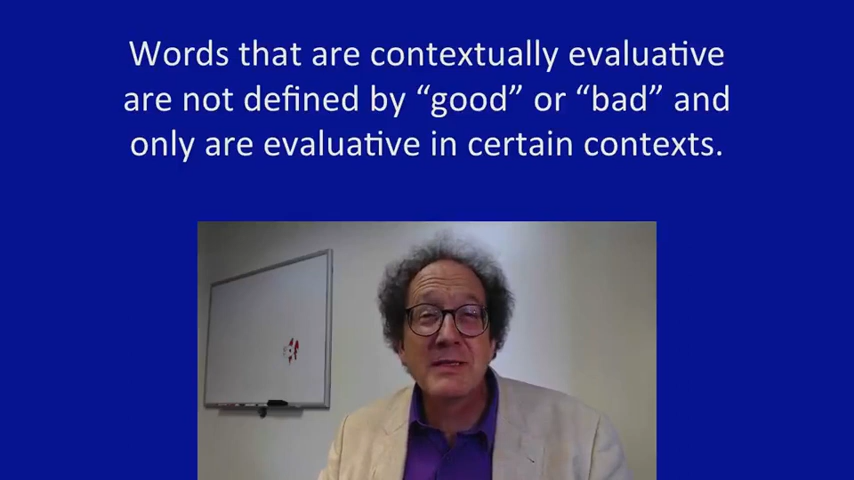 Words that are contextually evaluative
are not defined by “good” or “bad” and
only are evaluative in certain contexts.